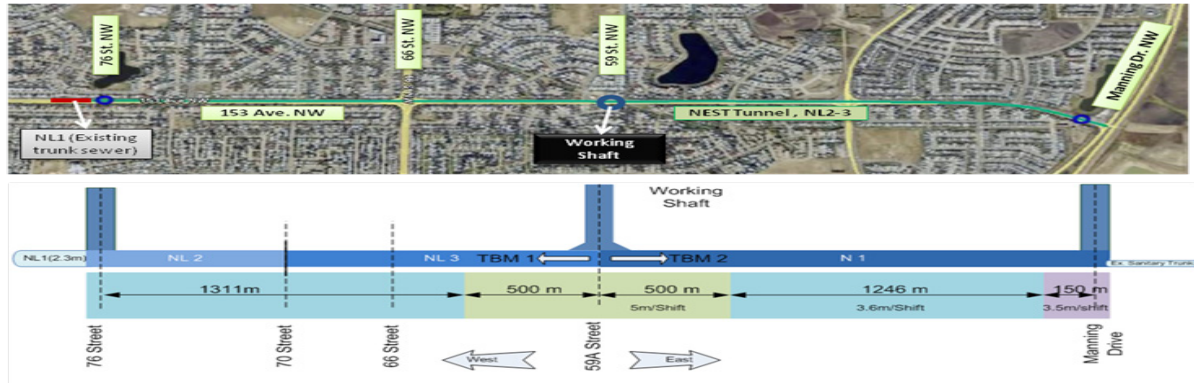 76 St. NW
66 St. NW
59 St. NW
Manning Dr. NW
153 Ave. NW
NEST Tunnel , NL2-3
NL1 (Existing
trunk sewer)
Working
Shaft
Working
Shaft
NL1(2.3m)
NL 2
NL 3
TBM 1
TBM 2
N 1
Ex. Sanitary Trunk
1311m
500 m
500 m
1246 m
150 m
5m/Shift
3.6m/Shift
3.5m/shift
76 Street
70 Street
66 Street
59A Street
Manning
Drive
West
East